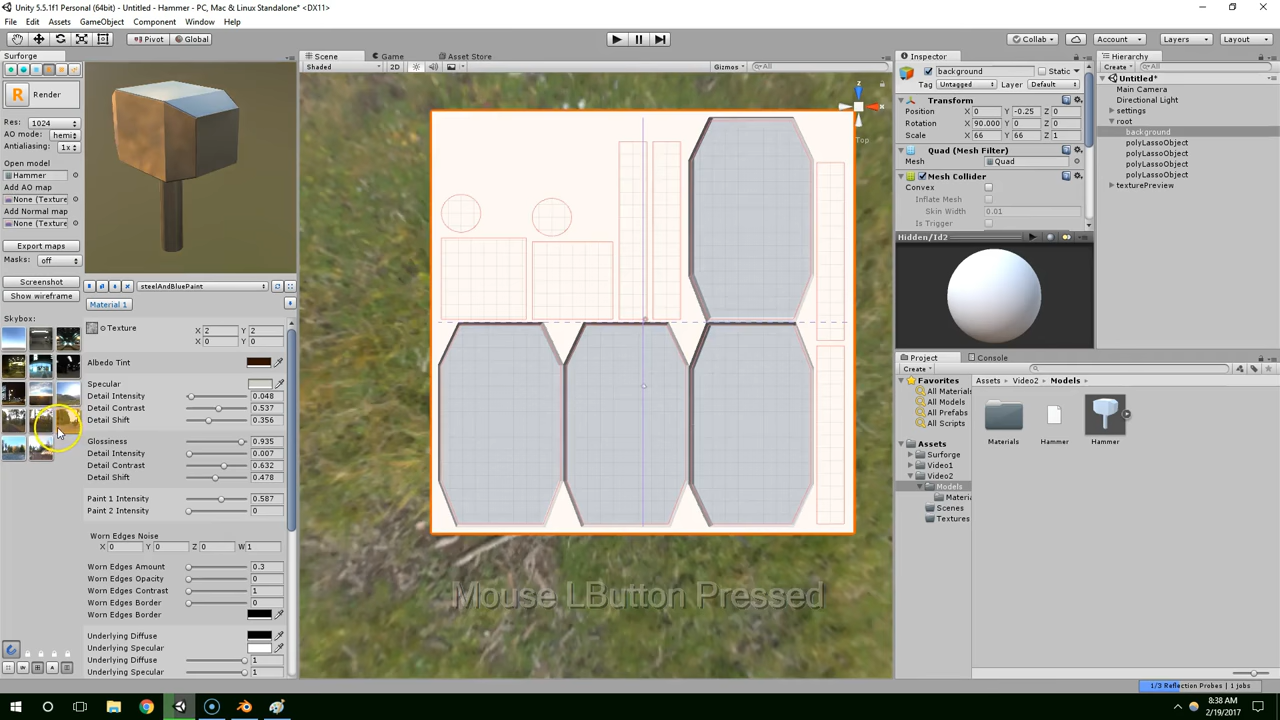 Unity 5.5.1f1 Personal (64bit) - Untitled - Hammer - PC, Mac & Linux Standalone* <DX11>
File Edit Assets GameObject Component Window Help
Pivot Global Collab Account Layers Layout
Surforge Scene Game Asset Store Inspector Hierarchy
Shaded 2D Gizmos All Create All
R Render
background Static
Tag Untagged Layer Default
Untitled*
Main Camera
Directional Light
settings
root
background
polyLassoObject
polyLassoObject
polyLassoObject
polyLassoObject
texturePreview
Res: 1024
AO mode: hemi
Antialiasing: 1x
Open model
Hammer
Add AO map
None (Texture
Add Normal map
None (Texture
Export maps
Masks: off
Screenshot
Show wireframe
Skybox:
z
x
Top
Transform
Position X 0 Y -0.25 Z 0
Rotation X 90.000 Y 0 Z 0
Scale X 66 Y 66 Z 1
Quad (Mesh Filter)
Mesh Quad
Mesh Collider
Convex
Inflate Mesh
Skin Width 0.01
Is Trigger
Hidden/Id2
steelAndBluePaint
Material 1
Texture X 2 Y 2
X 0 Y 0
Albedo Tint
Specular
Detail Intensity 0.048
Detail Contrast 0.537
Detail Shift 0.356
Glossiness 0.935
Detail Intensity 0.007
Detail Contrast 0.632
Detail Shift 0.478
Paint 1 Intensity 0.587
Paint 2 Intensity 0
Worn Edges Noise
X 0 Y 0 Z 0 W 1
Worn Edges Amount 0.3
Worn Edges Opacity 0
Worn Edges Contrast 1
Worn Edges Border 0
Worn Edges Border
Underlying Diffuse
Underlying Specular
Underlying Diffuse 1
Underlying Specular 1
Mouse LButton Pressed
Project Console
Create
Favorites
All Materials
All Models
All Prefabs
All Scripts
Assets
Surforge
Video1
Video2
Models
Materia
Scenes
Textures
Assets Video2 Models
Materials Hammer Hammer
1/3 Reflection Probes | 1 jobs
8:38 AM
2/19/2017